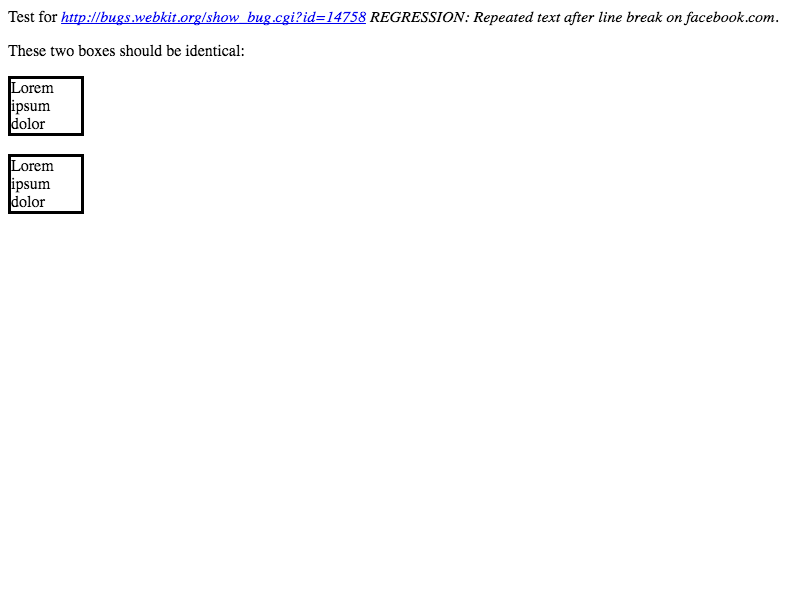 Test for http://bugs.webkit.org/show_bug.cgi?id=14758 REGRESSION: Repeated text after line break on facebook.com.
These two boxes should be identical:
Lorem
ipsum
dolor
Lorem
ipsum
dolor